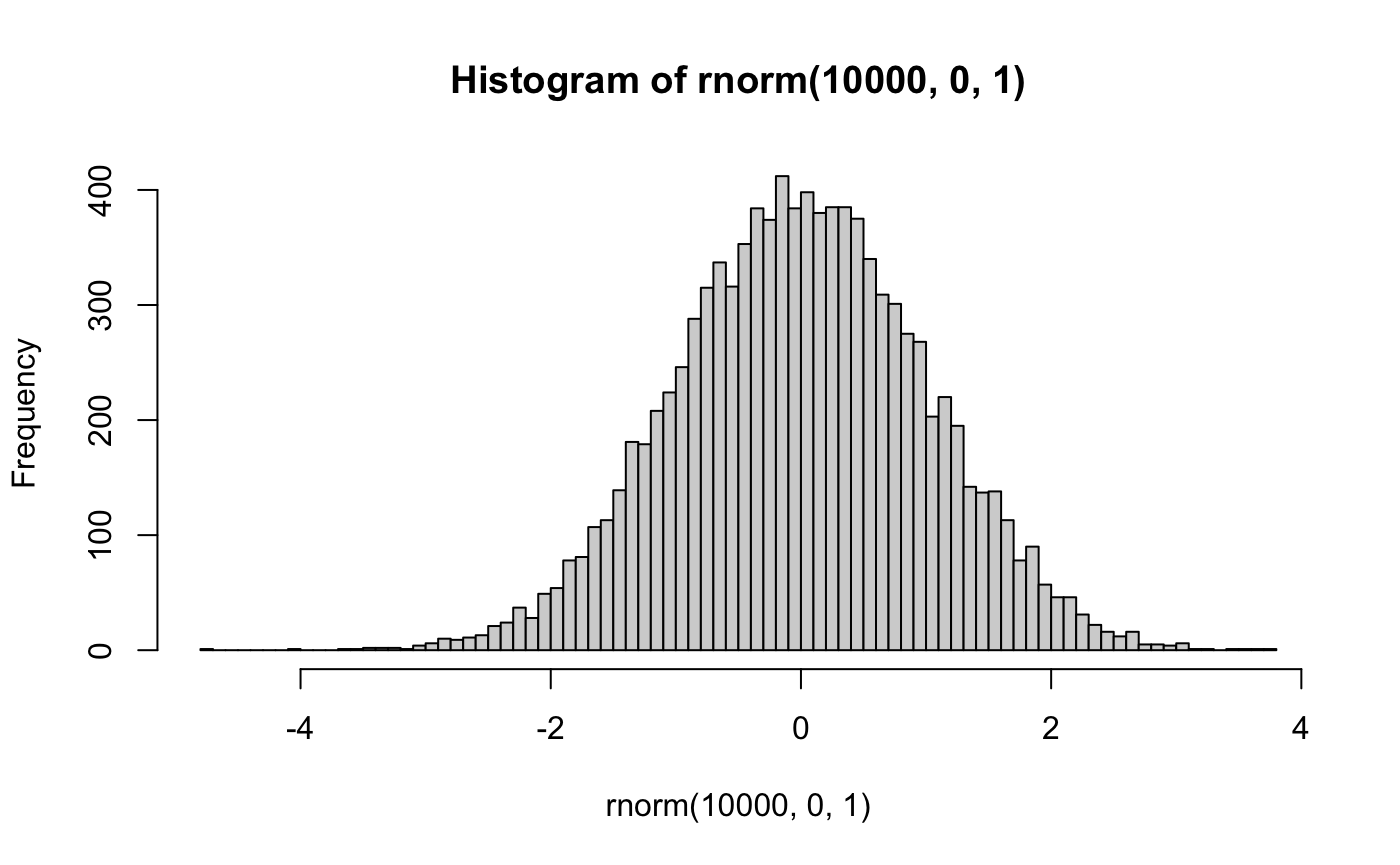 Histogram of rnorm(10000, 0, 1)
Frequency
400
300
200
100
0
-4 -2 0 2 4
rnorm(10000, 0, 1)